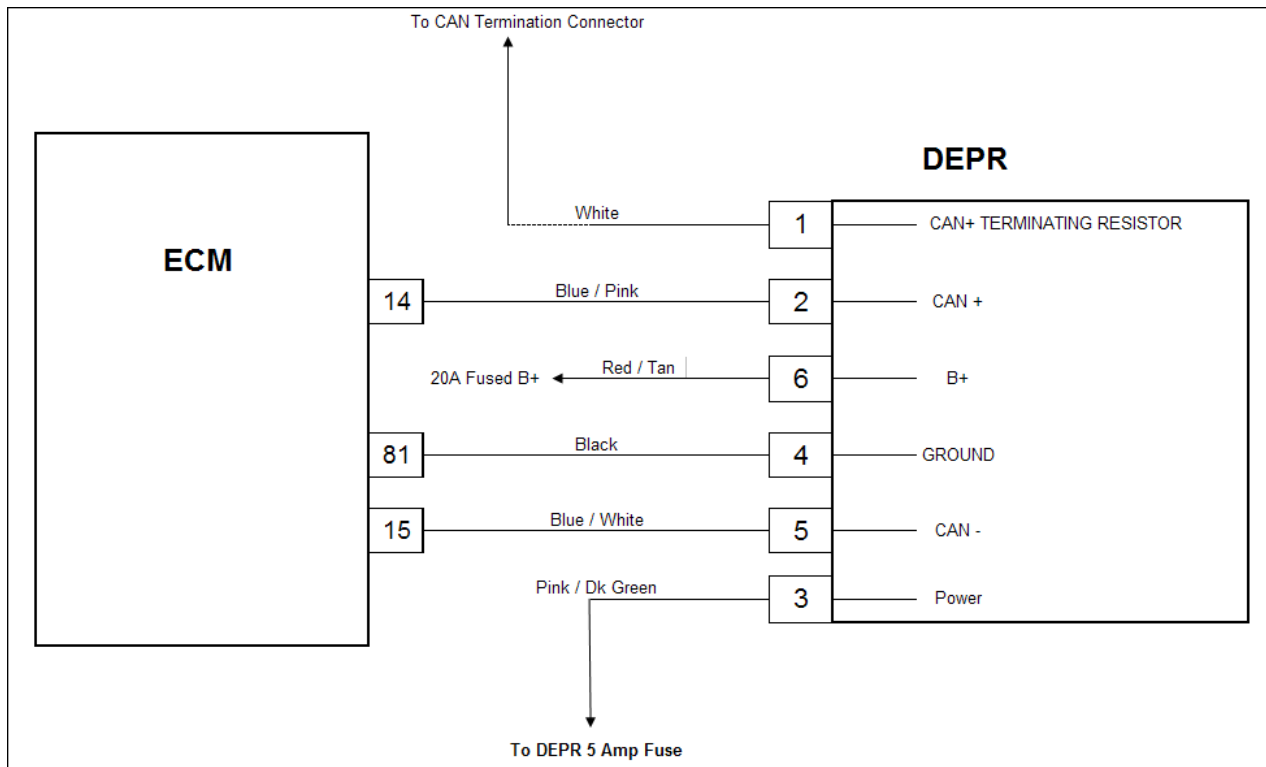 To CAN Termination Connector
DEPR
White
1
CAN+ TERMINATING RESISTOR
ECM
14
Blue / Pink
2
CAN +
20A Fused B+
Red / Tan
6
B+
81
Black
4
GROUND
15
Blue / White
5
CAN -
Pink / Dk Green
3
Power
To DEPR 5 Amp Fuse